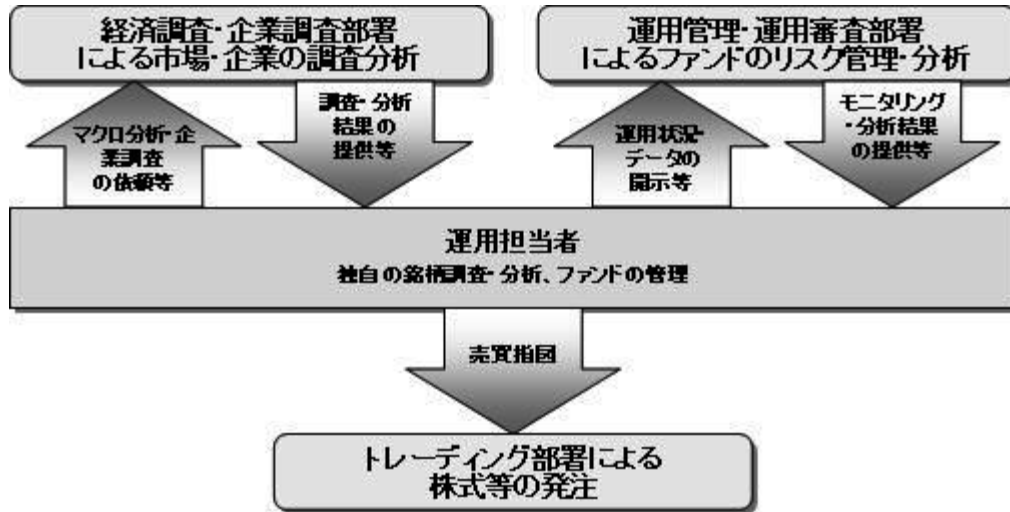 経済調査・企業調査部署
による市場・企業の調査分析
運用管理・運用審査部署
によるファンドのリスク管理・分析
マクロ分析・企
業調査
の依頼等
調査・分析
結果の
提供等
運用状況・
データの
開示等
モニタリング
・分析結果
の提供等
運用担当者
独自の銘柄調査・分析、ファンドの管理
売買指図
トレーディング部署による
株式等の発注